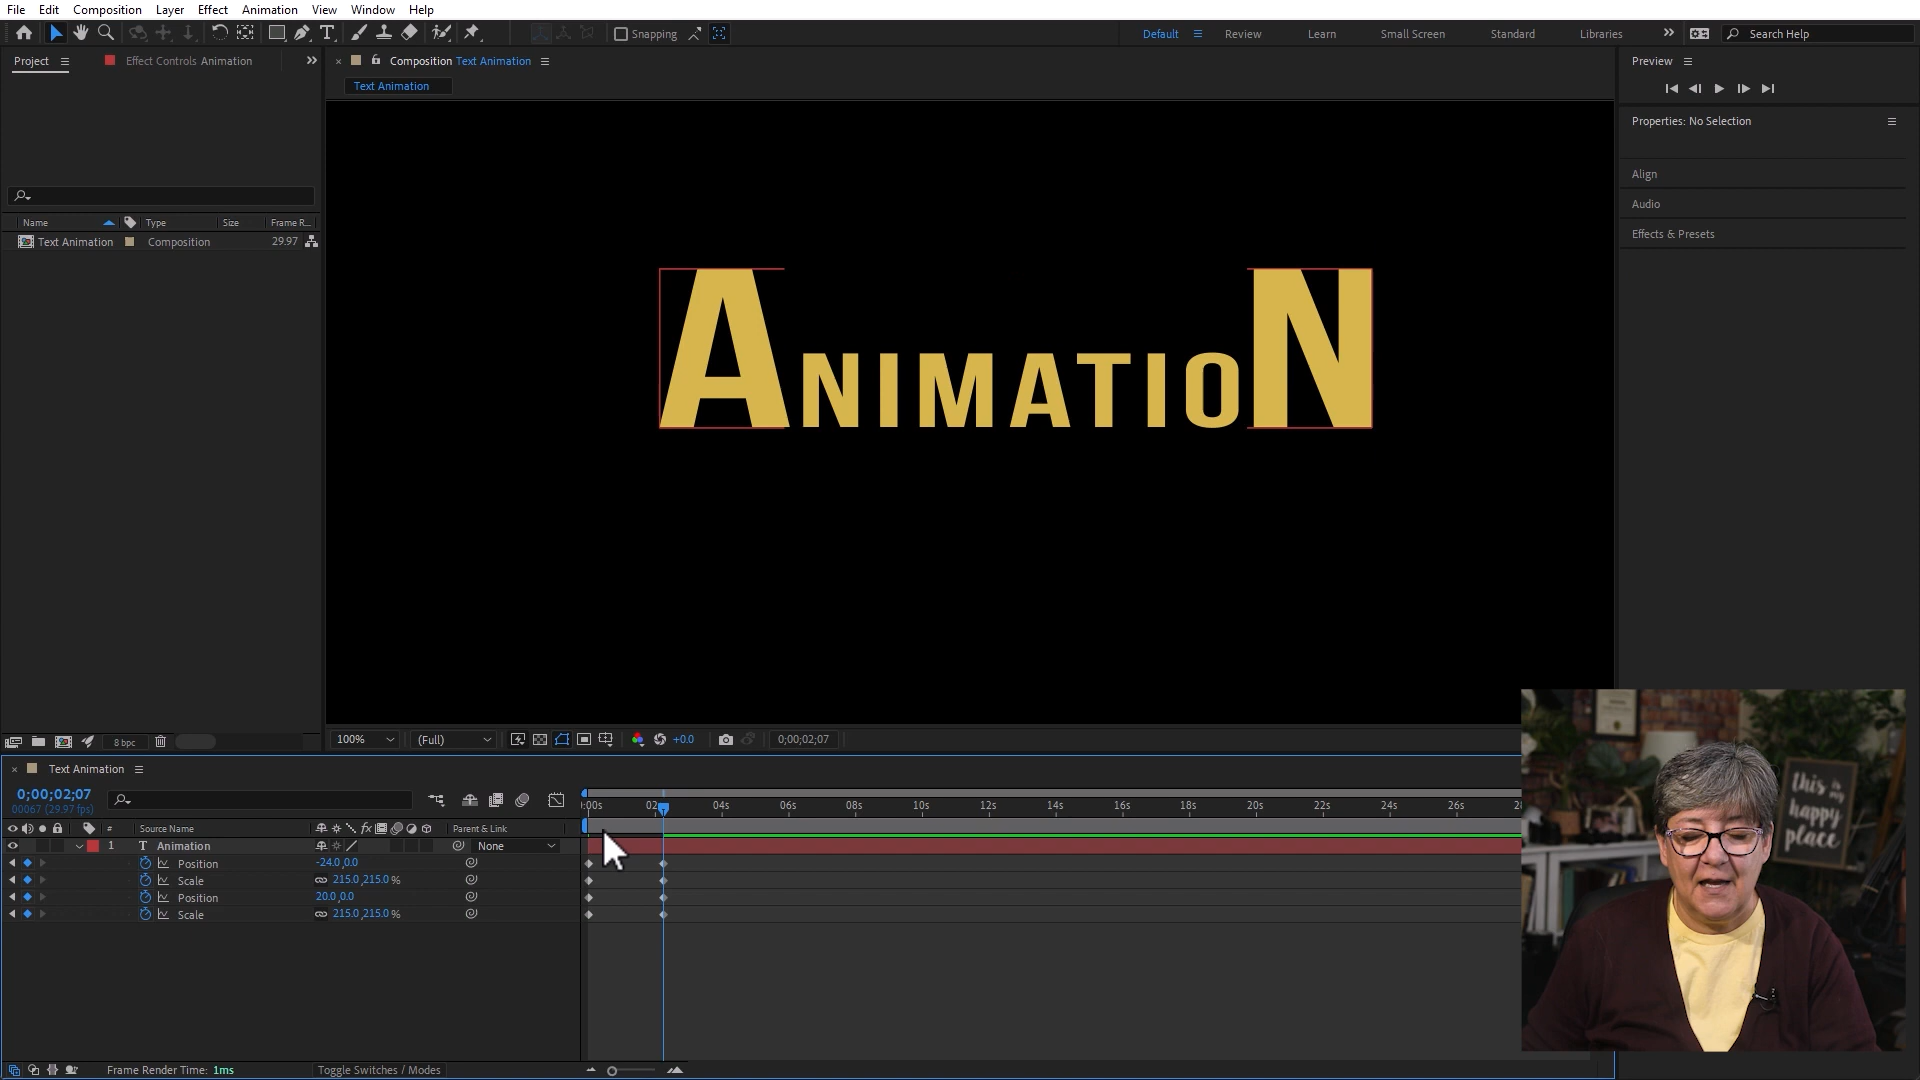 File Edit Composition Layer Effect Animation View Window Help
Snapping
Default Review Learn Small Screen Standard Libraries Search Help
Project Effect Controls Animation
Composition Text Animation
Text Animation
Preview
Properties: No Selection
Align
Audio
Effects & Presets
Name Type Size Frame R...
Text Animation Composition 29.97
ANIMATION
8 bpc
100% (Full) +0.0 0;00;02;07
Text Animation
0;00;02;07
00067 (29.97 fps)
:00s 02 04s 06s 08s 10s 12s 14s 16s 18s 20s 22s 24s 26s 28
# Source Name fx Parent & Link
1 T Animation None
Position -24.0,0.0
Scale 215.0,215.0%
Position 20.0,0.0
Scale 215.0,215.0%
Frame Render Time: 1ms Toggle Switches / Modes
this is my
happy
place